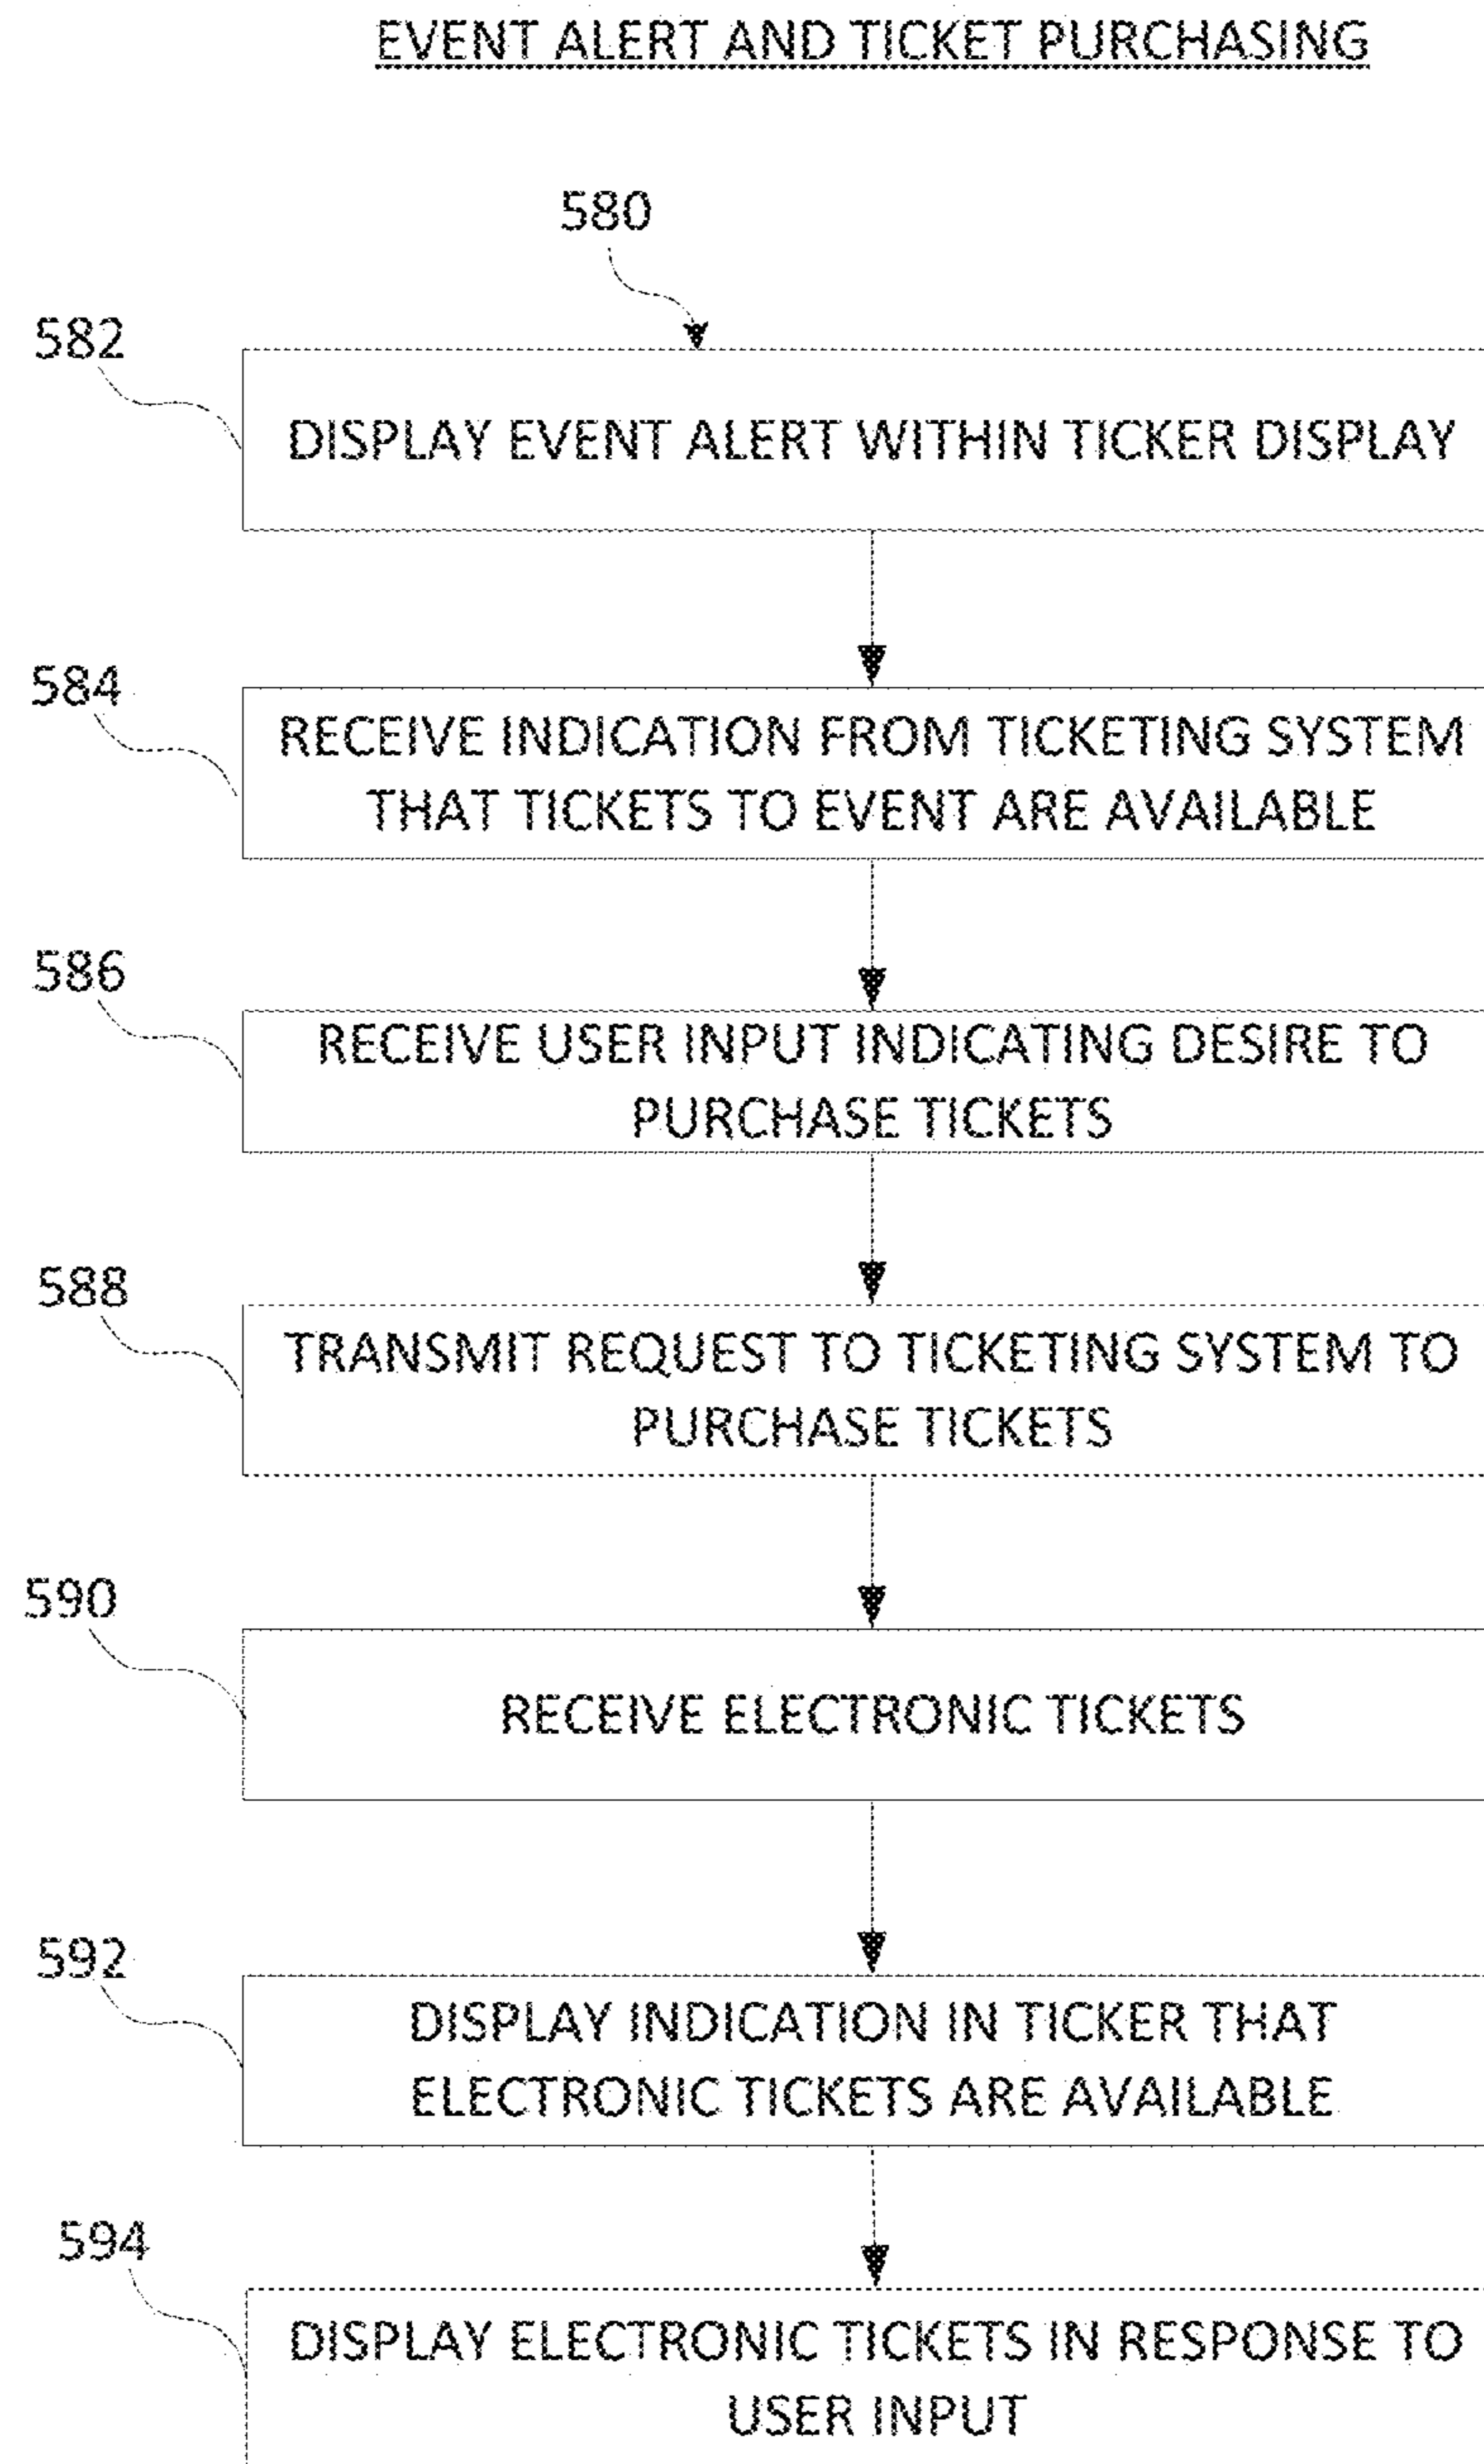 EVENT ALERT AND TICKET PURCHASING
580
582
DISPLAY EVENT ALERT WITHIN TICKER DISPLAY
584
RECEIVE INDICATION FROM TICKETING SYSTEM
THAT TICKETS TO EVENT ARE AVAILABLE
586
RECEIVE USER INPUT INDICATING DESIRE TO
PURCHASE TICKETS
588
TRANSMIT REQUEST TO TICKETING SYSTEM TO
PURCHASE TICKETS
590
RECEIVE ELECTRONIC TICKETS
592
DISPLAY INDICATION IN TICKER THAT
ELECTRONIC TICKETS ARE AVAILABLE
594
DISPLAY ELECTRONIC TICKETS IN RESPONSE TO
USER INPUT